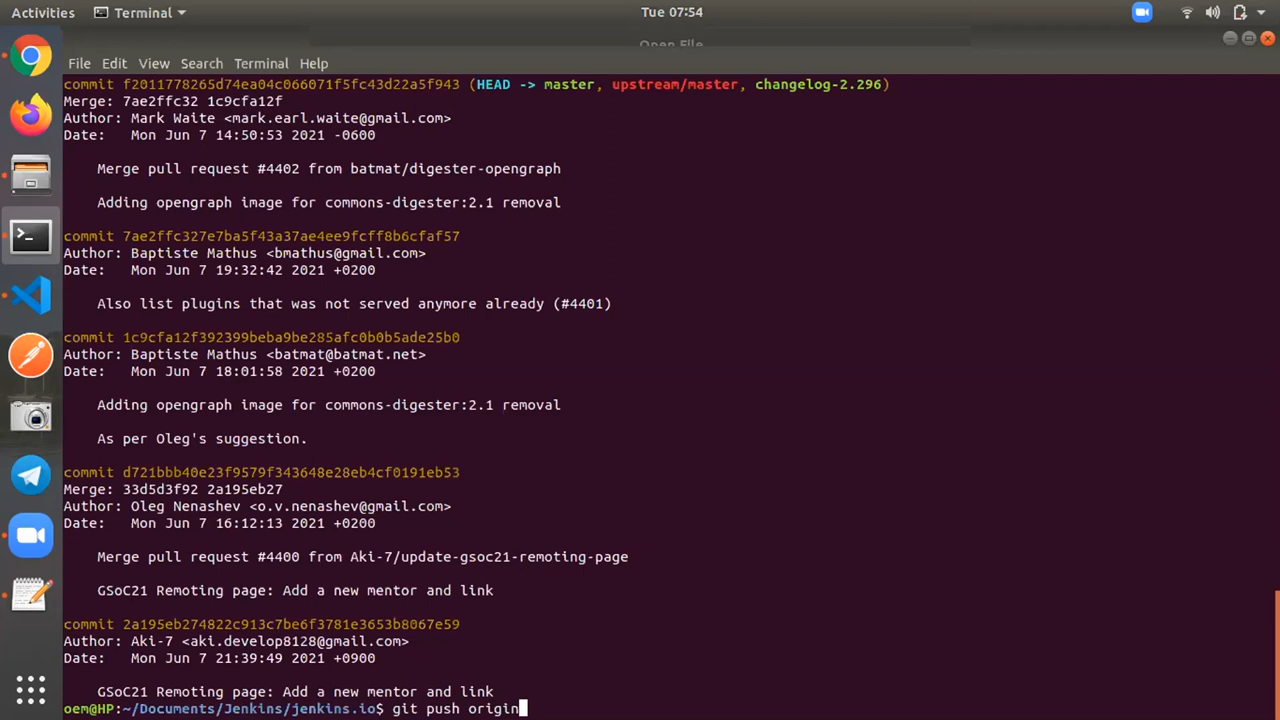 Activities Terminal Tue 07:54
Open File
File Edit View Search Terminal Help
commit f2011778265d74ea04c066071f5fc43d22a5f943 (HEAD -> master, upstream/master, changelog-2.296)
Merge: 7ae2ffc32 1c9cfa12f
Author: Mark Waite <mark.earl.waite@gmail.com>
Date: Mon Jun 7 14:50:53 2021 -0600
Merge pull request #4402 from batmat/digester-opengraph
Adding opengraph image for commons-digester:2.1 removal
commit 7ae2ffc327e7ba5f43a37ae4ee9fcff8b6cfaf57
Author: Baptiste Mathus <bmathus@gmail.com>
Date: Mon Jun 7 19:32:42 2021 +0200
Also list plugins that was not served anymore already (#4401)
commit 1c9cfa12f392399beba9be285afc0b0b5ade25b0
Author: Baptiste Mathus <batmat@batmat.net>
Date: Mon Jun 7 18:01:58 2021 +0200
Adding opengraph image for commons-digester:2.1 removal
As per Oleg's suggestion.
commit d721bbb40e23f9579f343648e28eb4cf0191eb53
Merge: 33d5d3f92 2a195eb27
Author: Oleg Nenashev <o.v.nenashev@gmail.com>
Date: Mon Jun 7 16:12:13 2021 +0200
Merge pull request #4400 from Aki-7/update-gsoc21-remoting-page
GSoC21 Remoting page: Add a new mentor and link
commit 2a195eb274822c913c7be6f3781e3653b8067e59
Author: Aki-7 <aki.develop8128@gmail.com>
Date: Mon Jun 7 21:39:49 2021 +0900
GSoC21 Remoting page: Add a new mentor and link
oem@HP:~/Documents/Jenkins/jenkins.io$ git push origin